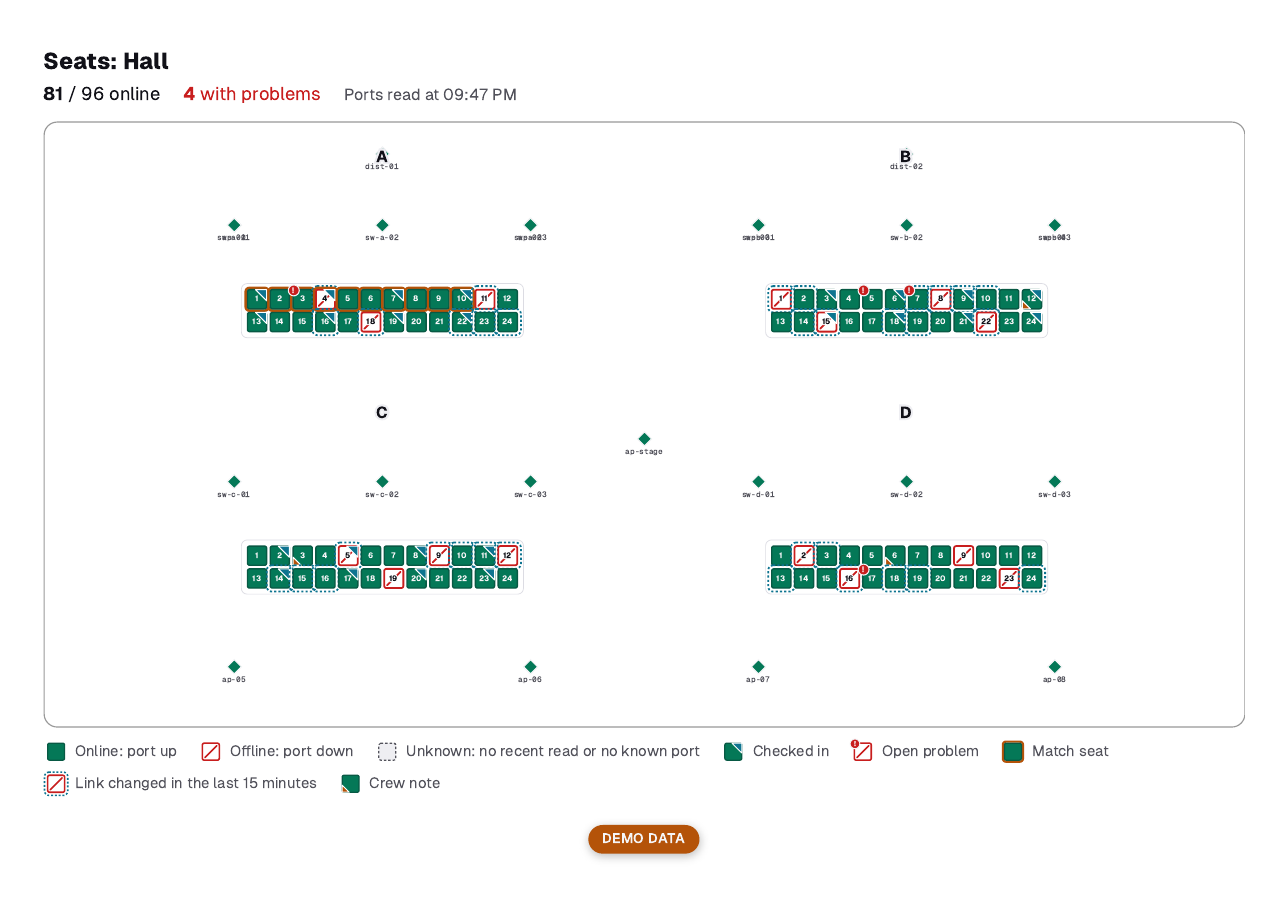 Seats: Hall
81 / 96 online 4 with problems Ports read at 09:47 PM
A B
dist-01 dist-02
sw-a-02 sw-b-02
1 2 3 4 5 6 7 8 9 10 11 12
13 14 15 16 17 18 19 20 21 22 23 24
1 2 3 4 5 6 7 8 9 10 11 12
13 14 15 16 17 18 19 20 21 22 23 24
C D
ap-stage
sw-c-01 sw-c-02 sw-c-03 sw-d-01 sw-d-02 sw-d-03
1 2 3 4 5 6 7 8 9 10 11 12
13 14 15 16 17 18 19 20 21 22 23 24
1 2 3 4 5 6 7 8 9 10 11 12
13 14 15 16 17 18 19 20 21 22 23 24
ap-05 ap-06 ap-07 ap-08
Online: port up Offline: port down Unknown: no recent read or no known port Checked in Open problem Match seat
Link changed in the last 15 minutes Crew note
DEMO DATA